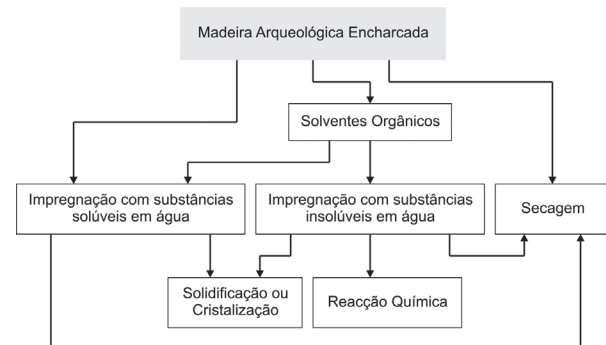 Madeira Arqueológica Encharcada
Solventes Orgânicos
Impregnação com substâncias
solúveis em água
Impregnação com substâncias
insolúveis em água
Secagem
Solidificação ou
Cristalização
Reacção Química